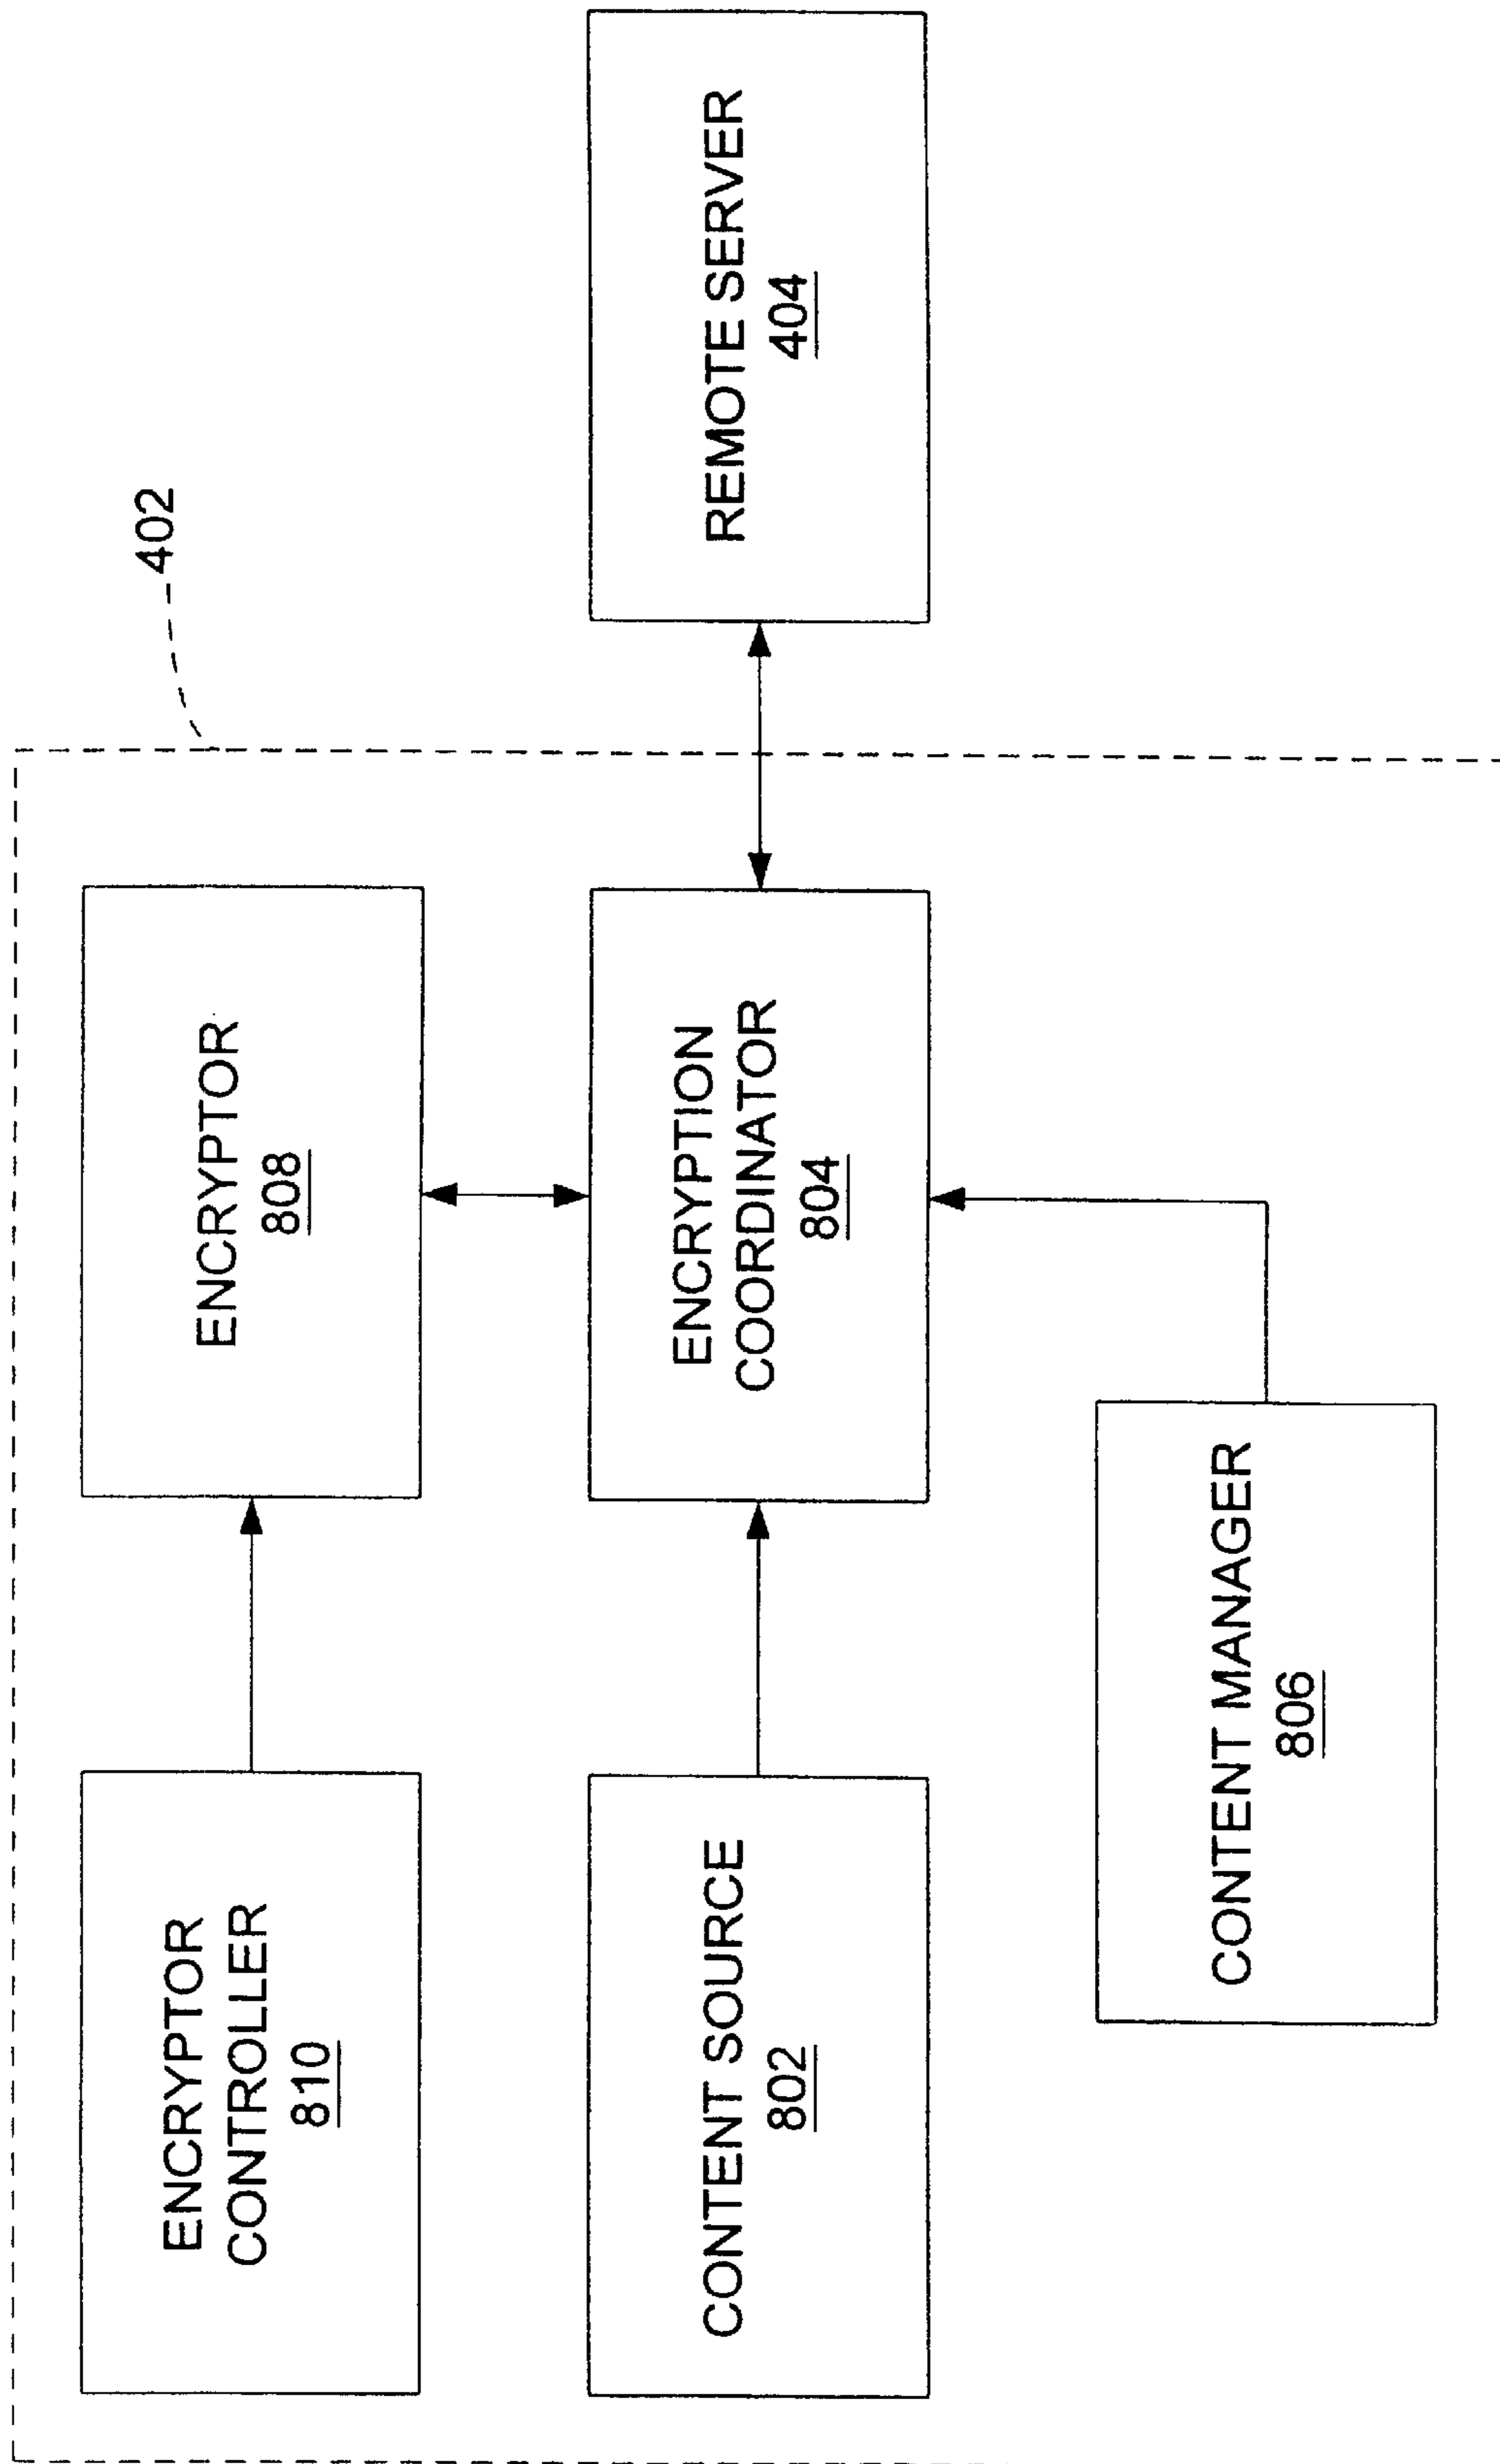 402
ENCRYPTOR
CONTROLLER
810
ENCRYPTOR
808
CONTENT SOURCE
802
ENCRYPTION
COORDINATOR
804
REMOTE SERVER
404
CONTENT MANAGER
806